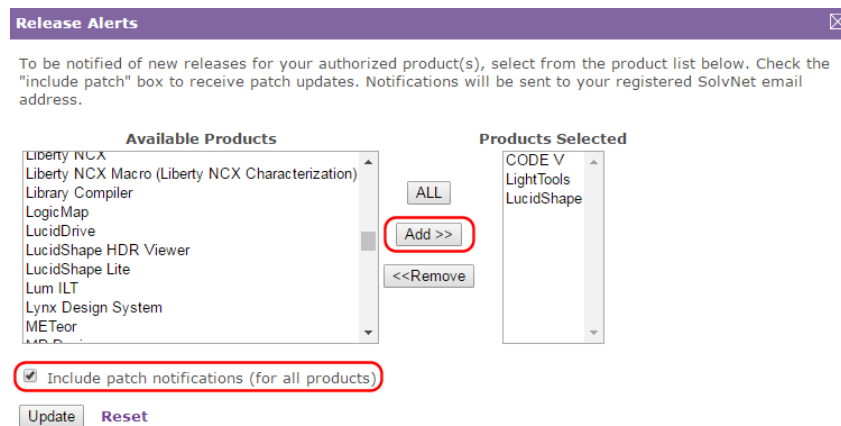 Release Alerts
To be notified of new releases for your authorized product(s), select from the product list below. Check the
"include patch" box to receive patch updates. Notifications will be sent to your registered SolvNet email
address.
Available Products
Products Selected
Liberty NCX
Liberty NCX Macro (Liberty NCX Characterization)
Library Compiler
LogicMap
LucidDrive
LucidShape HDR Viewer
LucidShape Lite
Lum ILT
Lynx Design System
METeor
ALL
Add >>
<<Remove
CODE V
LightTools
LucidShape
Include patch notifications (for all products)
Update Reset